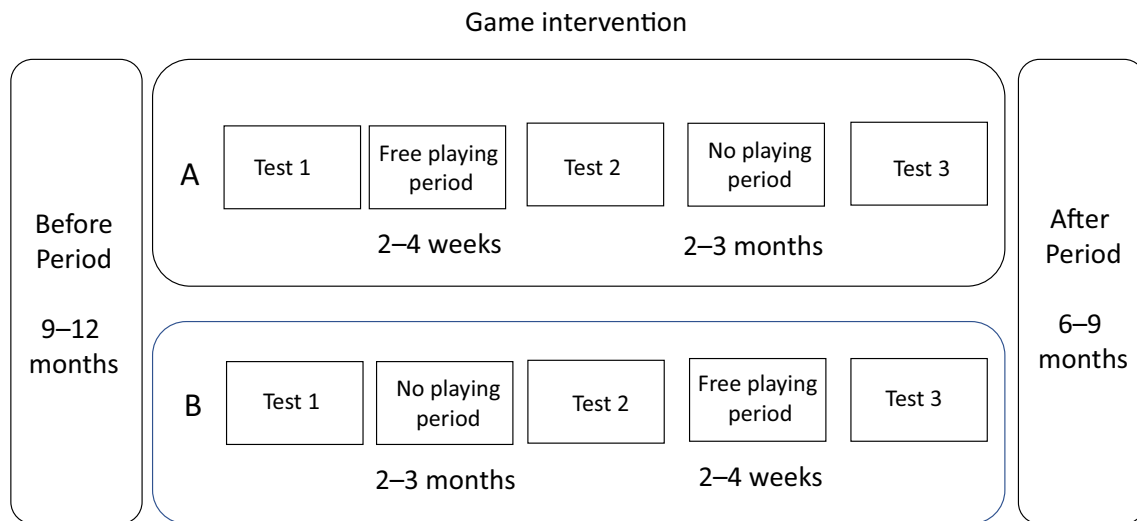 Game intervention
Before
Period
9–12
months
A
Test 1
Free playing
period
Test 2
No playing
period
Test 3
2–4 weeks
2–3 months
B
Test 1
No playing
period
Test 2
Free playing
period
Test 3
2–3 months
2–4 weeks
After
Period
6–9
months